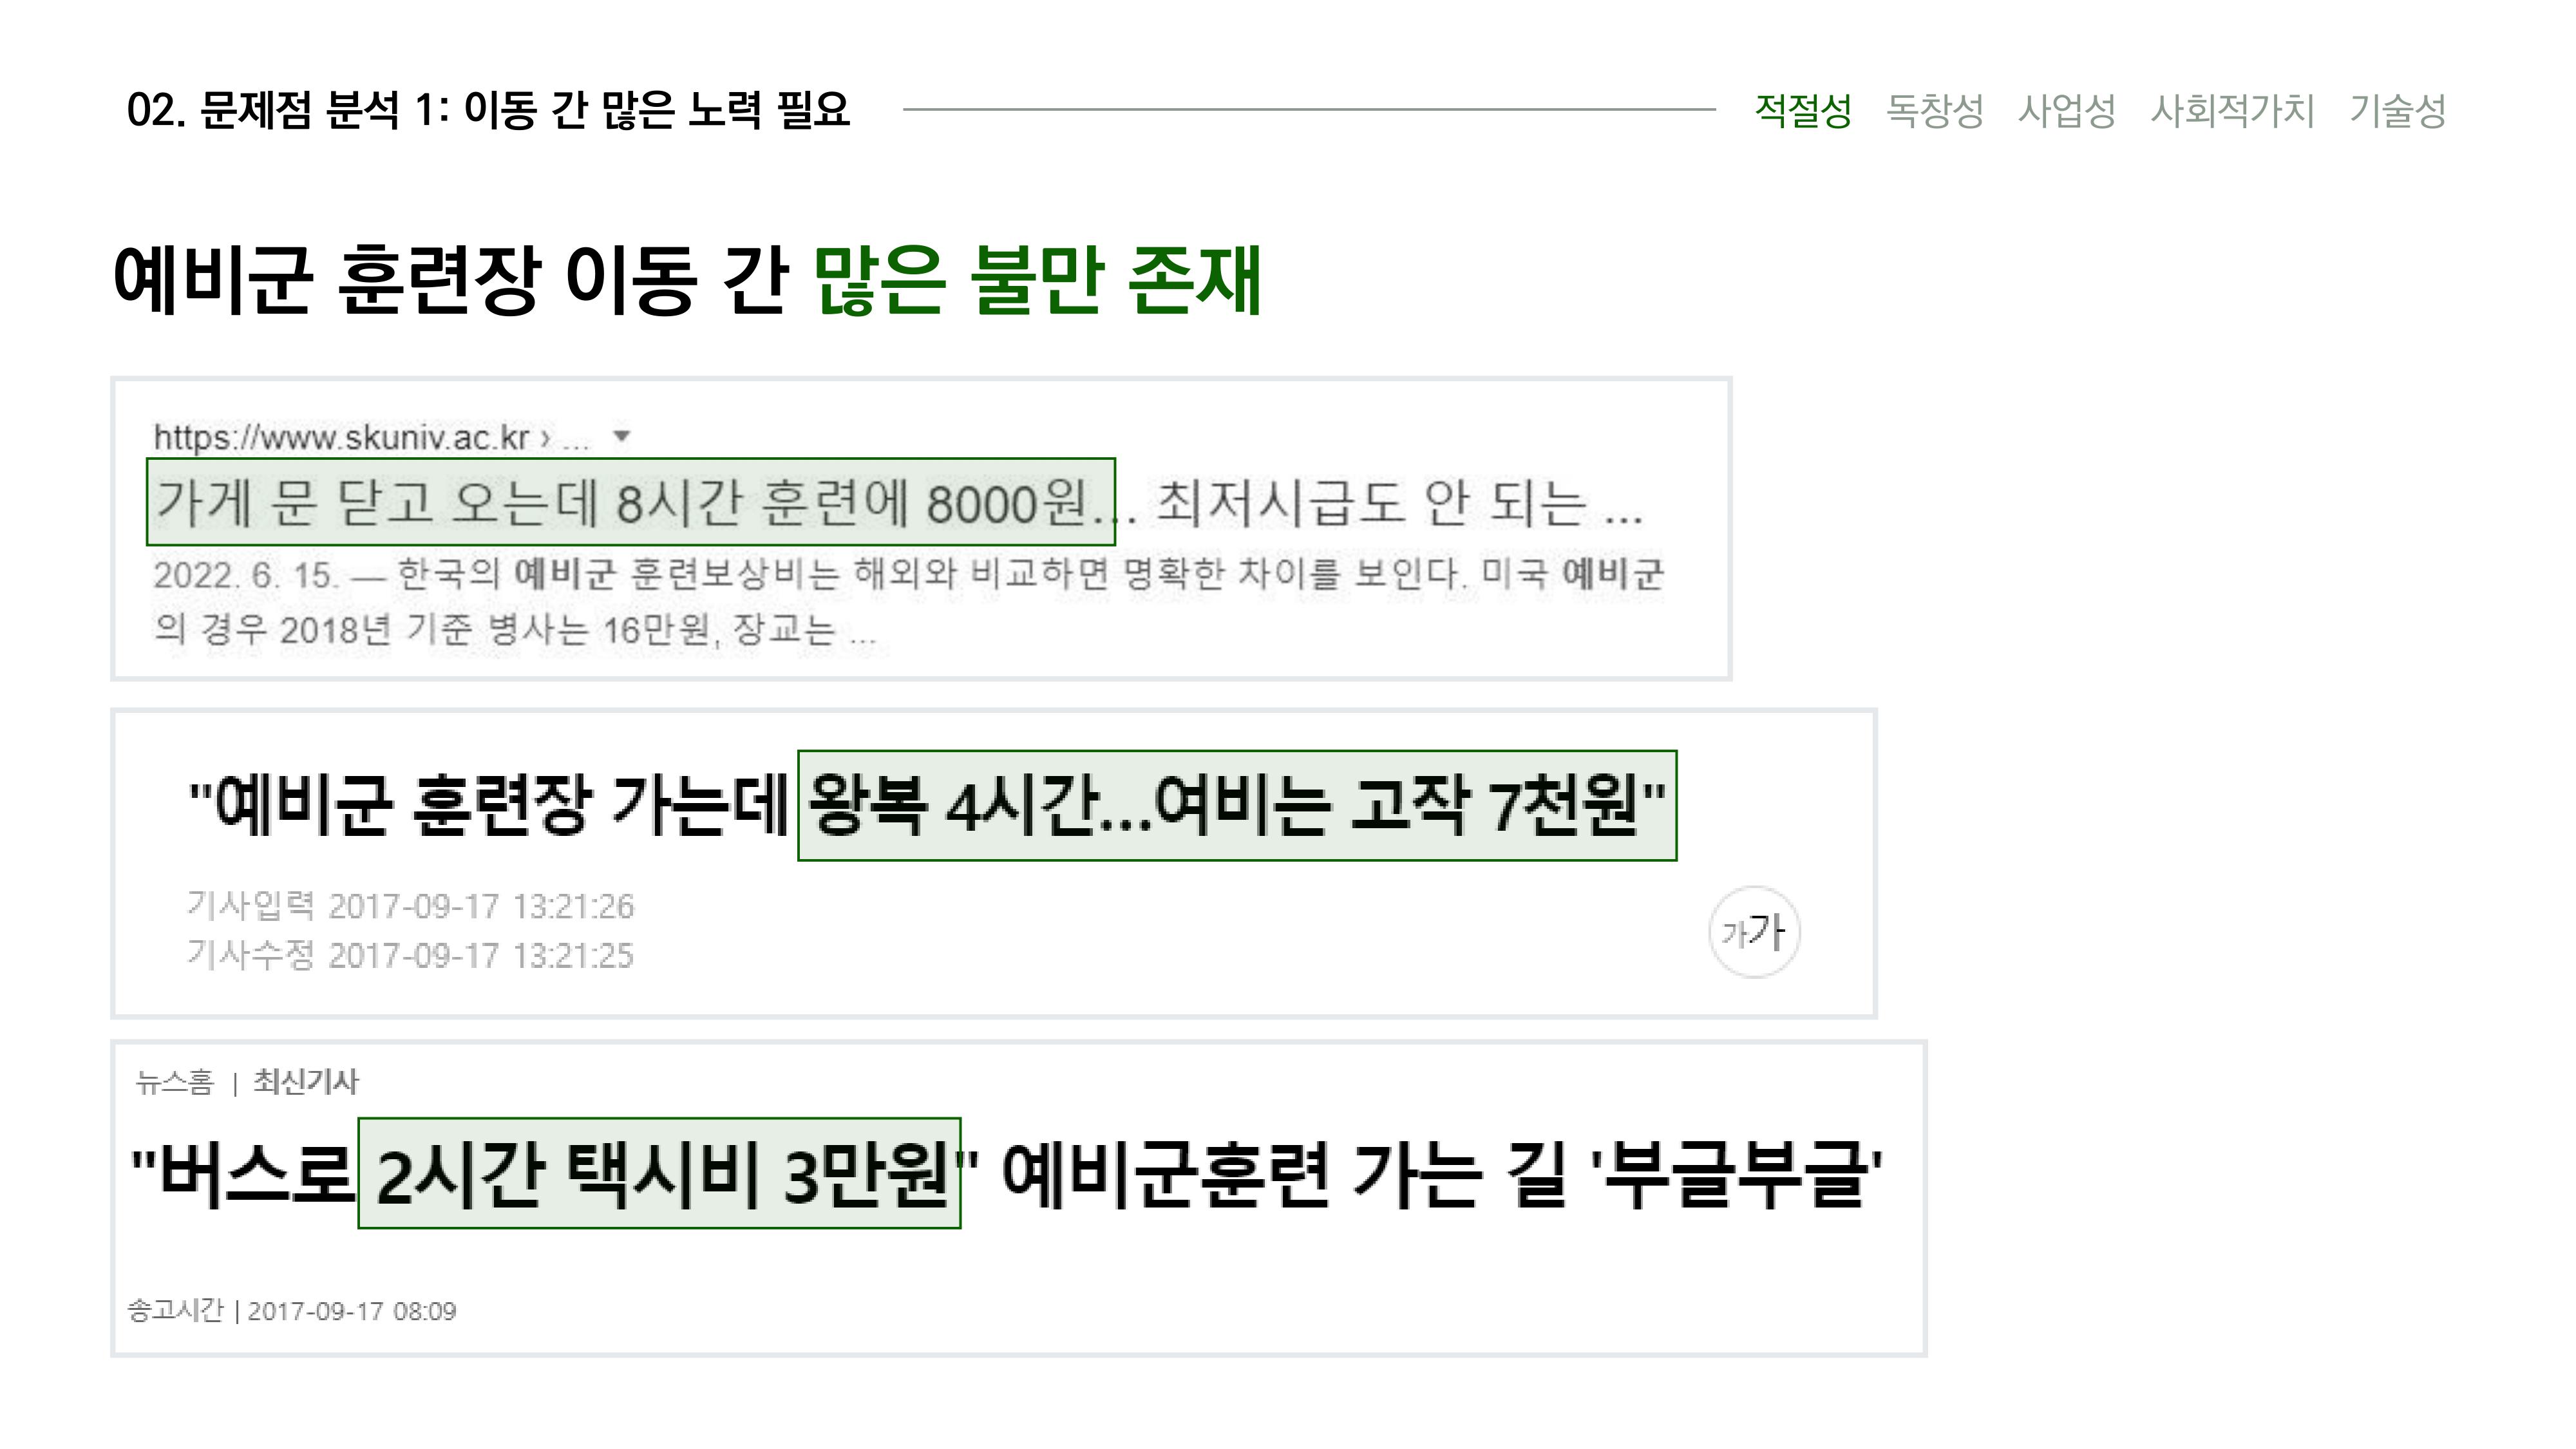 02. 문제점 분석 1: 이동 간 많은 노력 필요
적절성 독창성 사업성 사회적가치 기술성
예비군 훈련장 이동 간 많은 불만 존재
https://www.skuniv.ac.kr › ...
가게 문 닫고 오는데 8시간 훈련에 8000원... 최저시급도 안 되는 ...
2022. 6. 15. — 한국의 예비군 훈련보상비는 해외와 비교하면 명확한 차이를 보인다. 미국 예비군
의 경우 2018년 기준 병사는 16만원, 장교는 ...
"예비군 훈련장 가는데 왕복 4시간...여비는 고작 7천원"
기사입력 2017-09-17 13:21:26
기사수정 2017-09-17 13:21:25
가가
뉴스홈 | 최신기사
"버스로 2시간 택시비 3만원" 예비군훈련 가는 길 '부글부글'
송고시간 | 2017-09-17 08:09